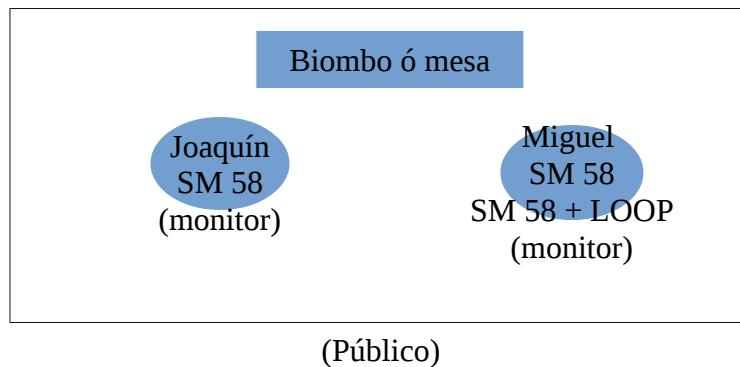 Biombo ó mesa
Joaquín
SM 58
(monitor)
Miguel
SM 58
SM 58 + LOOP
(monitor)
(Público)